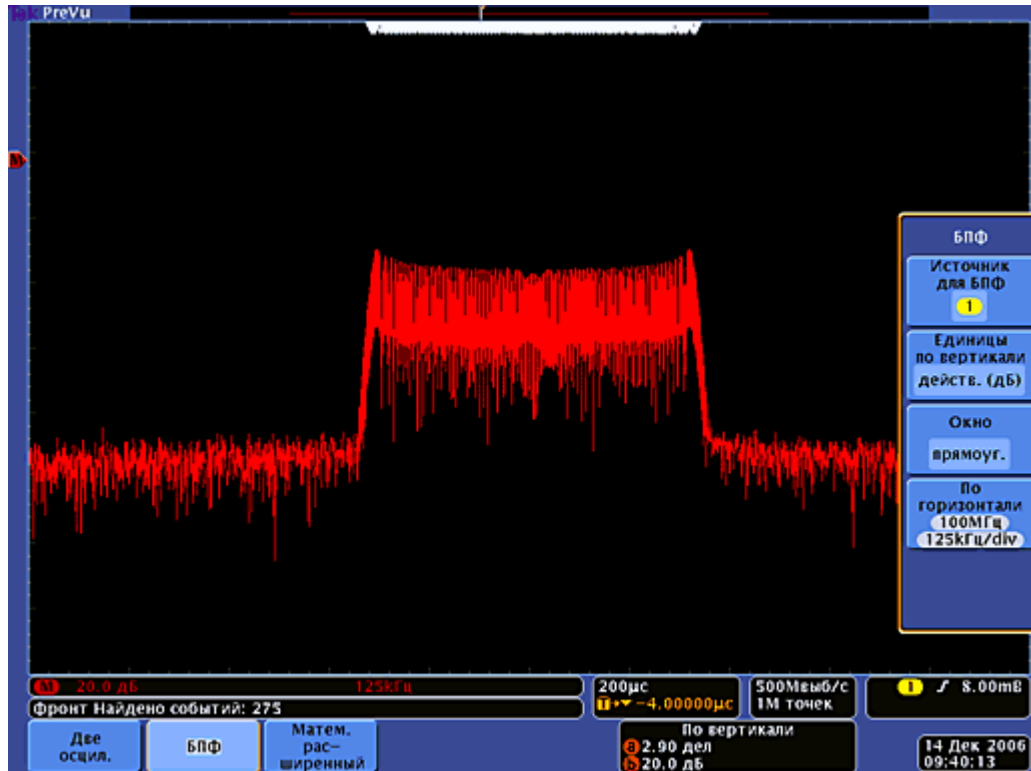 Tek PreVu
M
БПФ
Источник
для БПФ
1
Единицы
по вертикали
действ. (дБ)
Окно
прямоуг.
По
горизонтали
100МГц
125kГц/div
M 20.0 дБ 125kГц
Фронт Найдено событий: 275
200µс
T→▼ -4.00000µс
500Мвыб/с
1M точек
1 8.00mВ
Две
осцил.
БПФ
Матем.
рас-
ширенный
По вертикали
a 2.90 дел
b 20.0 дБ
14 Дек 2006
09:40:13